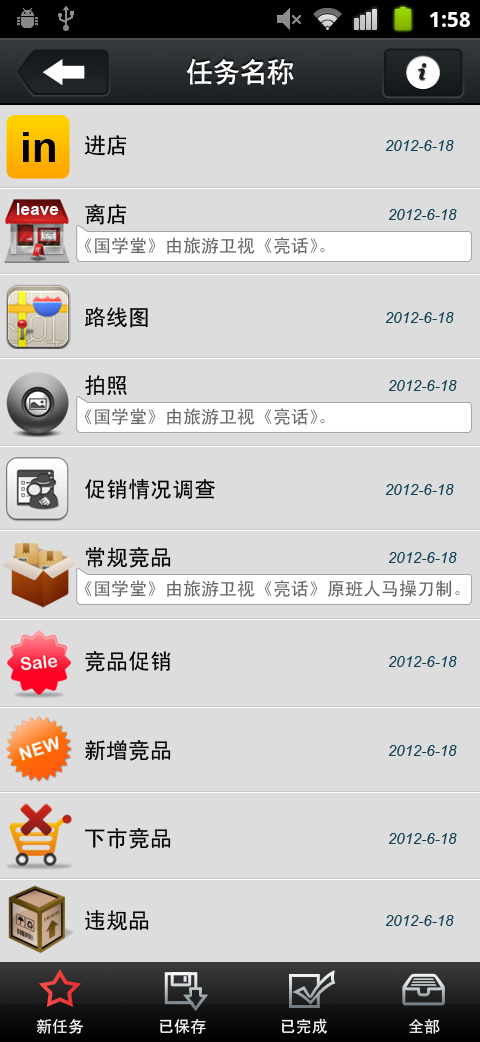 1:58
任务名称
in
进店
2012-6-18
leave
离店
2012-6-18
《国学堂》由旅游卫视《亮话》。
路线图
2012-6-18
拍照
2012-6-18
《国学堂》由旅游卫视《亮话》。
促销情况调查
2012-6-18
常规竞品
2012-6-18
《国学堂》由旅游卫视《亮话》原班人马操刀制。
Sale
竞品促销
2012-6-18
NEW
新增竞品
2012-6-18
下市竞品
2012-6-18
违规品
2012-6-18
新任务
已保存
已完成
全部